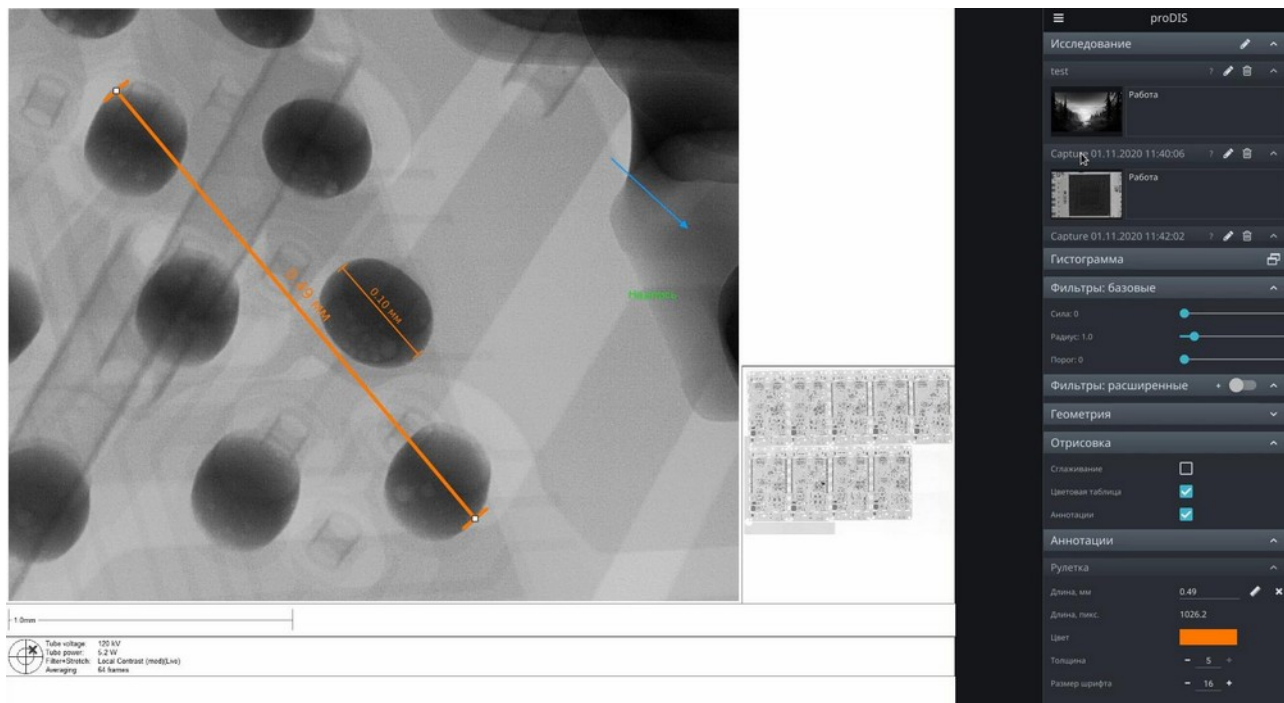 proDIS
Исследование
test
?
Работа
Capture 01.11.2020 11:40:06
?
Работа
Capture 01.11.2020 11:42:02
?
Гистограмма
Фильтры: базовые
Сила: 0
Радиус: 1.0
Порог: 0
Фильтры: расширенные
+
Геометрия
Отрисовка
Сглаживание
Цветовая таблица
Аннотации
Аннотации
Рулетка
Длина, мм 0.49
Длина, пикс. 1026.2
Цвет
Толщина - 5 +
Размер шрифта - 16 +
0.49 мм
0.10 мм
Надпись
1.0mm
Tube voltage: 120 kV
Tube power: 5.2 W
Filter+Stretch: Local Contrast (mod)(Live)
Averaging 64 frames